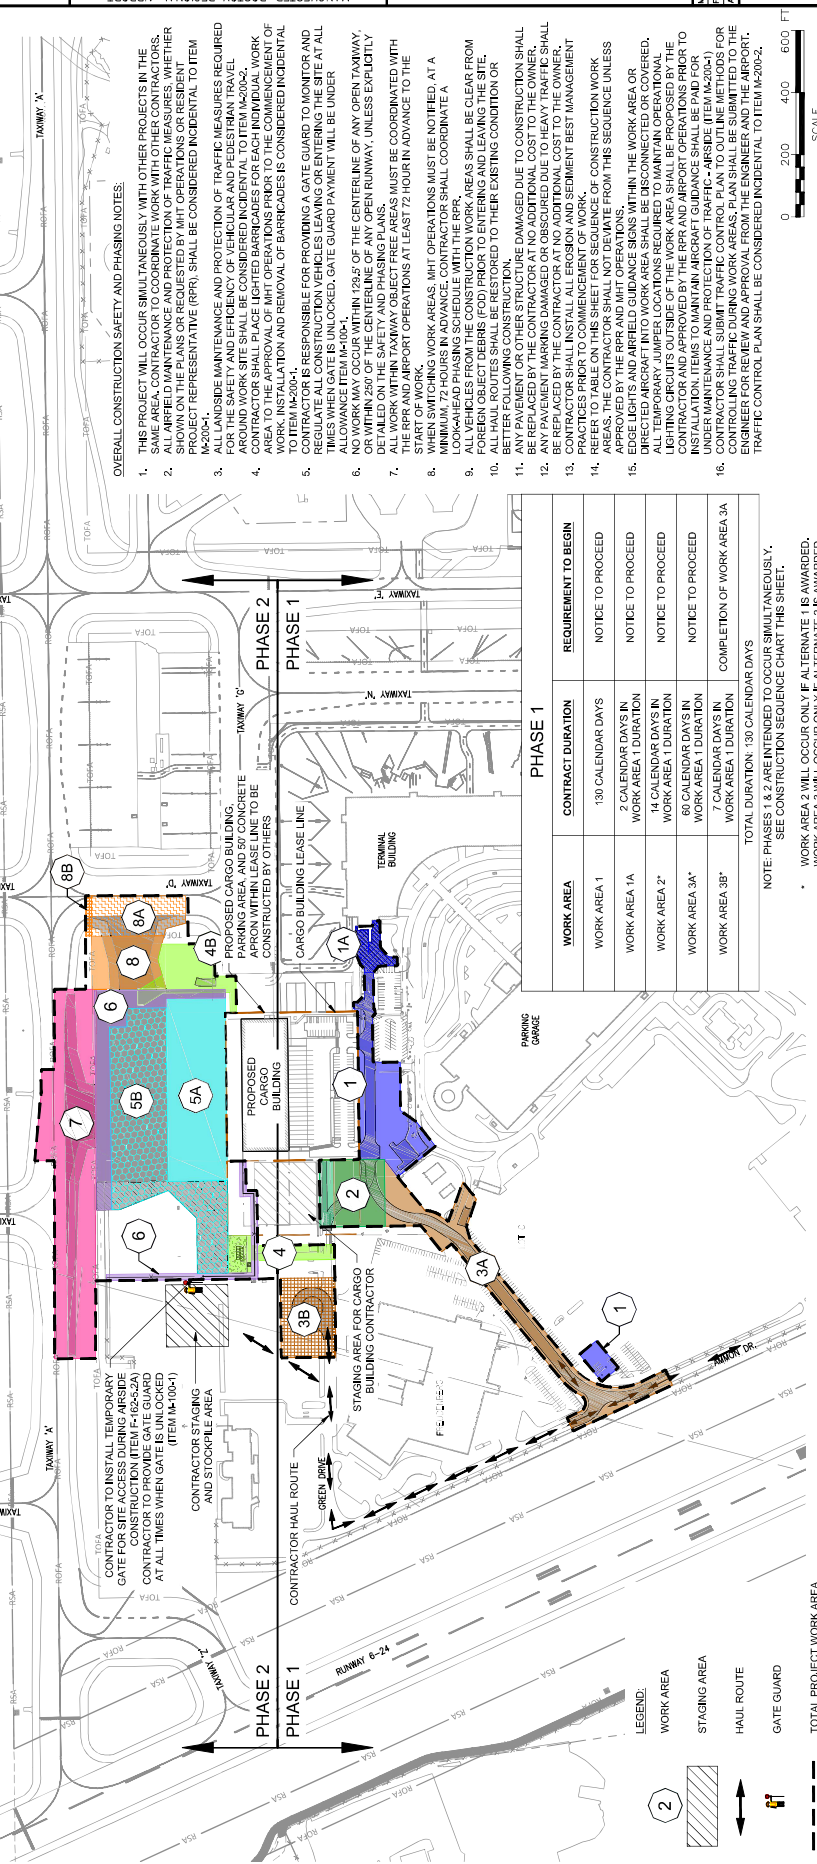 OVERALL CONSTRUCTION SAFETY AND PHASING NOTES:
1. THIS PROJECT WILL OCCUR SIMULTANEOUSLY WITH OTHER PROJECTS IN THE
SAME AREA. CONTRACTOR TO COORDINATE WORK WITH OTHER CONTRACTORS.
2. ALL AIRFIELD MAINTENANCE AND PROTECTION OF TRAFFIC MEASURES, WHETHER
SHOWN ON THE PLANS OR REQUESTED BY MHT OPERATIONS OR RESIDENT
PROJECT REPRESENTATIVE (RPR), SHALL BE CONSIDERED INCIDENTAL TO ITEM
M-200-1.
3. ALL LANDSIDE MAINTENANCE AND PROTECTION OF TRAFFIC MEASURES REQUIRED
FOR THE SAFETY AND EFFICIENCY OF VEHICULAR AND PEDESTRIAN TRAVEL
AROUND WORK SITE SHALL BE CONSIDERED INCIDENTAL TO ITEM M-200-2.
4. CONTRACTOR SHALL PLACE LIGHTED BARRICADES FOR EACH INDIVIDUAL WORK
AREA TO THE APPROVAL OF MHT OPERATIONS PRIOR TO THE COMMENCEMENT OF
WORK. INSTALLATION AND REMOVAL OF BARRICADES IS CONSIDERED INCIDENTAL
TO ITEM M-200-1.
5. CONTRACTOR IS RESPONSIBLE FOR PROVIDING A GATE GUARD TO MONITOR AND
REGULATE ALL CONSTRUCTION VEHICLES LEAVING OR ENTERING THE SITE AT ALL
TIMES WHEN GATE IS UNLOCKED. GATE GUARD PAYMENT WILL BE UNDER
ALLOWANCE ITEM M-100-1.
6. NO WORK MAY OCCUR WITHIN 129.5' OF THE CENTERLINE OF ANY OPEN TAXIWAY,
OR WITHIN 250' OF THE CENTERLINE OF ANY OPEN RUNWAY, UNLESS EXPLICITLY
DETAILED ON THE SAFETY AND PHASING PLANS.
7. ALL WORK WITHIN TAXIWAY OBJECT FREE AREAS MUST BE COORDINATED WITH
THE RPR AND AIRPORT OPERATIONS AT LEAST 72 HOUR IN ADVANCE TO THE
START OF WORK.
8. WHEN SWITCHING WORK AREAS, MHT OPERATIONS MUST BE NOTIFIED, AT A
MINIMUM, 72 HOURS IN ADVANCE. CONTRACTOR SHALL COORDINATE A
LOOK-AHEAD PHASING SCHEDULE WITH THE RPR.
9. ALL VEHICLES FROM THE CONSTRUCTION WORK AREAS SHALL BE CLEAR FROM
FOREIGN OBJECT DEBRIS (FOD) PRIOR TO ENTERING AND LEAVING THE SITE.
10. ALL HAUL ROUTES SHALL BE RESTORED TO THEIR EXISTING CONDITION OR
BETTER FOLLOWING CONSTRUCTION.
11. ANY PAVEMENT OR OTHER STRUCTURE DAMAGED DUE TO CONSTRUCTION SHALL
BE REPLACED BY THE CONTRACTOR AT NO ADDITIONAL COST TO THE OWNER.
12. ANY PAVEMENT MARKING DAMAGED OR OBSCURED DUE TO HEAVY TRAFFIC SHALL
BE REPLACED BY THE CONTRACTOR AT NO ADDITIONAL COST TO THE OWNER.
13. CONTRACTOR SHALL INSTALL ALL EROSION AND SEDIMENT BEST MANAGEMENT
PRACTICES PRIOR TO COMMENCEMENT OF WORK.
14. REFER TO TABLE ON THIS SHEET FOR SEQUENCE OF CONSTRUCTION WORK
AREAS. THE CONTRACTOR SHALL NOT DEVIATE FROM THIS SEQUENCE UNLESS
APPROVED BY THE RPR AND MHT OPERATIONS.
15. EDGE LIGHTS AND AIRFIELD GUIDANCE SIGNS WITHIN THE WORK AREA OR
DIRECTED AIRCRAFT INTO WORK AREA SHALL BE DISCONNECTED OR COVERED.
ALL TEMPORARY JUMPER LOCATIONS REQUIRED TO MAINTAIN OPERATIONAL
LIGHTING CIRCUITS OUTSIDE OF THE WORK AREA SHALL BE PROPOSED BY THE
CONTRACTOR AND APPROVED BY THE RPR AND AIRPORT OPERATIONS PRIOR TO
INSTALLATION. ITEMS TO MAINTAIN AIRCRAFT GUIDANCE SHALL BE PAID FOR
UNDER MAINTENANCE AND PROTECTION OF TRAFFIC - AIRSIDE (ITEM M-200-1)
16. CONTRACTOR SHALL SUBMIT TRAFFIC CONTROL PLAN TO OUTLINE METHODS FOR
CONTROLLING TRAFFIC DURING WORK AREAS. PLAN SHALL BE SUBMITTED TO THE
ENGINEER FOR REVIEW AND APPROVAL FROM THE ENGINEER AND THE AIRPORT.
TRAFFIC CONTROL PLAN SHALL BE CONSIDERED INCIDENTAL TO ITEM M-200-2.
0 200 400 600 FT
SCALE
PHASE 1
WORK AREA CONTRACT DURATION REQUIREMENT TO BEGIN
WORK AREA 1 130 CALENDAR DAYS NOTICE TO PROCEED
WORK AREA 1A 2 CALENDAR DAYS IN WORK AREA 1 DURATION NOTICE TO PROCEED
WORK AREA 2* 14 CALENDAR DAYS IN WORK AREA 1 DURATION NOTICE TO PROCEED
WORK AREA 3A* 60 CALENDAR DAYS IN WORK AREA 1 DURATION NOTICE TO PROCEED
WORK AREA 3B* 7 CALENDAR DAYS IN WORK AREA 1 DURATION COMPLETION OF WORK AREA 3A
TOTAL DURATION: 130 CALENDAR DAYS
NOTE: PHASES 1 & 2 ARE INTENDED TO OCCUR SIMULTANEOUSLY.
SEE CONSTRUCTION SEQUENCE CHART THIS SHEET.
* WORK AREA 2 WILL OCCUR ONLY IF ALTERNATE 1 IS AWARDED.
PHASE 2
PHASE 1
PHASE 2
PHASE 1
TAXIWAY 'A'
TAXIWAY 'A'
TAXIWAY 'E'
TAXIWAY 'N'
TAXIWAY 'G'
TAXIWAY 'D'
TAXIWAY 'Z'
RUNWAY 6-24
TERMINAL
BUILDING
PARKING
GARAGE
PROPOSED CARGO BUILDING,
PARKING AREA, AND 50' CONCRETE
APRON WITHIN LEASE LINE TO BE
CONSTRUCTED BY OTHERS
CARGO BUILDING LEASE LINE
PROPOSED
CARGO
BUILDING
8B
8A
8
4B
6
7
5B
5A
6
4
3B
2
3A
1
1A
1
CONTRACTOR TO INSTALL TEMPORARY
GATE FOR SITE ACCESS DURING AIRSIDE
CONSTRUCTION (ITEM F-162-5.2A)
CONTRACTOR TO PROVIDE GATE GUARD
AT ALL TIMES WHEN GATE IS UNLOCKED
(ITEM M-100-1)
CONTRACTOR STAGING
AND STOCKPILE AREA
CONTRACTOR HAUL ROUTE
STAGING AREA FOR CARGO
BUILDING CONTRACTOR
GREEN DRIVE
AMMON DR.
ROFA
TOFA
RSA
LEGEND:
2 WORK AREA
STAGING AREA
HAUL ROUTE
GATE GUARD
TOTAL PROJECT WORK AREA